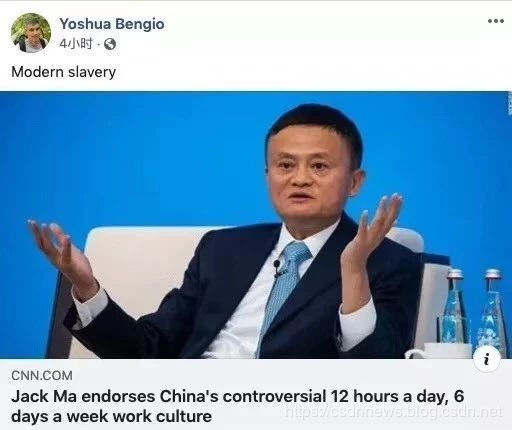 Yoshua Bengio
4小时 ·
Modern slavery
CNN.COM
Jack Ma endorses China's controversial 12 hours a day, 6
days a week work culture
https://csdnnews.blog.csdn.net